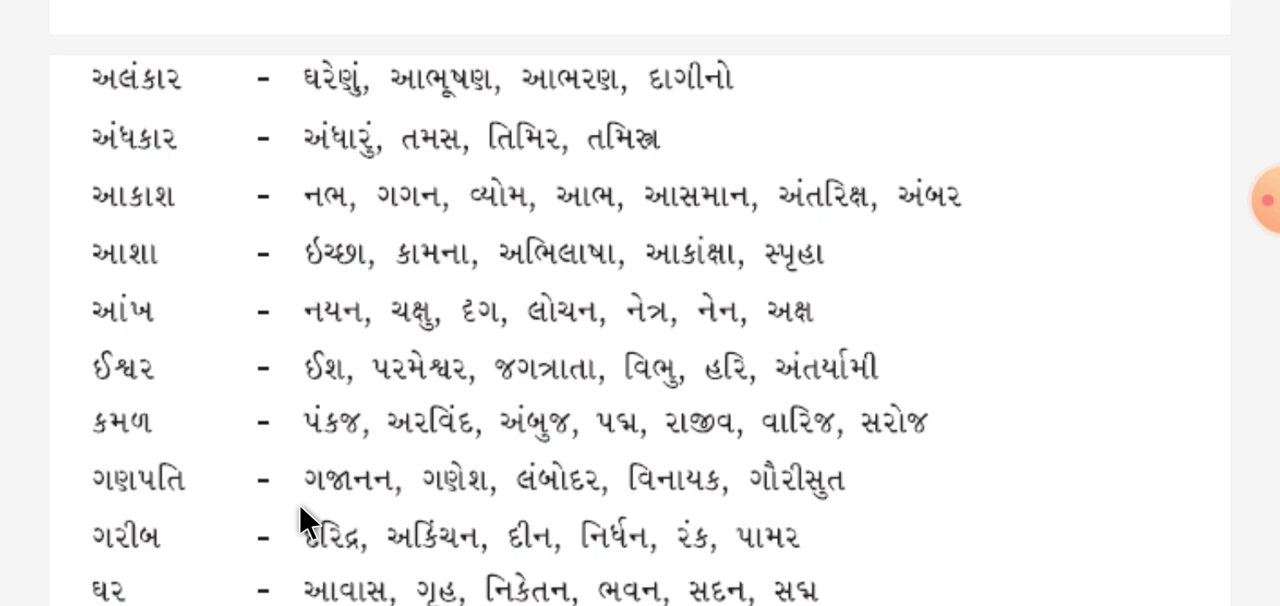 અલંકાર - ઘરેણું, આભૂષણ, આભરણ, દાગીનો
અંધકાર - અંધારું, તમસ, તિમિર, તમિસ્ત્ર
આકાશ - નભ, ગગન, વ્યોમ, આભ, આસમાન, અંતરિક્ષ, અંબર
આશા - ઇચ્છા, કામના, અભિલાષા, આકાંક્ષા, સ્પૃહા
આંખ - નયન, ચક્ષુ, દૃગ, લોચન, નેત્ર, નેન, અક્ષ
ઈશ્વર - ઈશ, પરમેશ્વર, જગત્રાતા, વિભુ, હરિ, અંતર્યામી
કમળ - પંકજ, અરવિંદ, અંબુજ, પદ્મ, રાજીવ, વારિજ, સરોજ
ગણપતિ - ગજાનન, ગણેશ, લંબોદર, વિનાયક, ગૌરીસુત
ગરીબ - દરિદ્ર, અકિંચન, દીન, નિર્ધન, રંક, પામર
ઘર - આવાસ, ગૃહ, નિકેતન, ભવન, સદન, સદ્મ